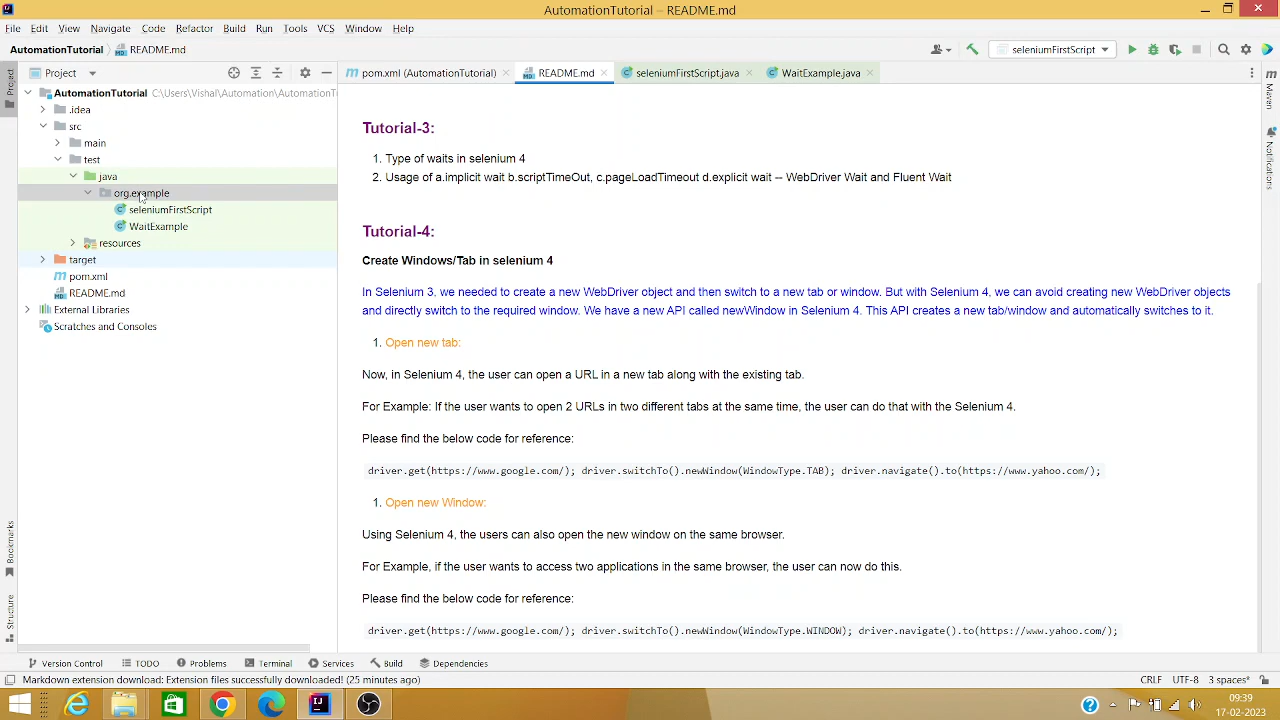 AutomationTutorial – README.md
File Edit View Navigate Code Refactor Build Run Tools VCS Window Help
AutomationTutorial README.md
seleniumFirstScript
Project
pom.xml (AutomationTutorial)
README.md
seleniumFirstScript.java
WaitExample.java
AutomationTutorial C:\Users\Vishal\Automation\AutomationT
.idea
src
main
test
java
org.example
seleniumFirstScript
WaitExample
resources
target
pom.xml
README.md
External Libraries
Scratches and Consoles
Project
Bookmarks
Structure
Maven
Notifications
Tutorial-3:
1. Type of waits in selenium 4
2. Usage of a.implicit wait b.scriptTimeOut, c.pageLoadTimeout d.explicit wait -- WebDriver Wait and Fluent Wait
Tutorial-4:
Create Windows/Tab in selenium 4
In Selenium 3, we needed to create a new WebDriver object and then switch to a new tab or window. But with Selenium 4, we can avoid creating new WebDriver objects
and directly switch to the required window. We have a new API called newWindow in Selenium 4. This API creates a new tab/window and automatically switches to it.
1. Open new tab:
Now, in Selenium 4, the user can open a URL in a new tab along with the existing tab.
For Example: If the user wants to open 2 URLs in two different tabs at the same time, the user can do that with the Selenium 4.
Please find the below code for reference:
driver.get(https://www.google.com/); driver.switchTo().newWindow(WindowType.TAB); driver.navigate().to(https://www.yahoo.com/);
1. Open new Window:
Using Selenium 4, the users can also open the new window on the same browser.
For Example, if the user wants to access two applications in the same browser, the user can now do this.
Please find the below code for reference:
driver.get(https://www.google.com/); driver.switchTo().newWindow(WindowType.WINDOW); driver.navigate().to(https://www.yahoo.com/);
Version Control TODO Problems Terminal Services Build Dependencies
Markdown extension download: Extension files successfully downloaded! (25 minutes ago)
CRLF UTF-8 3 spaces*
09:39
17-02-2023